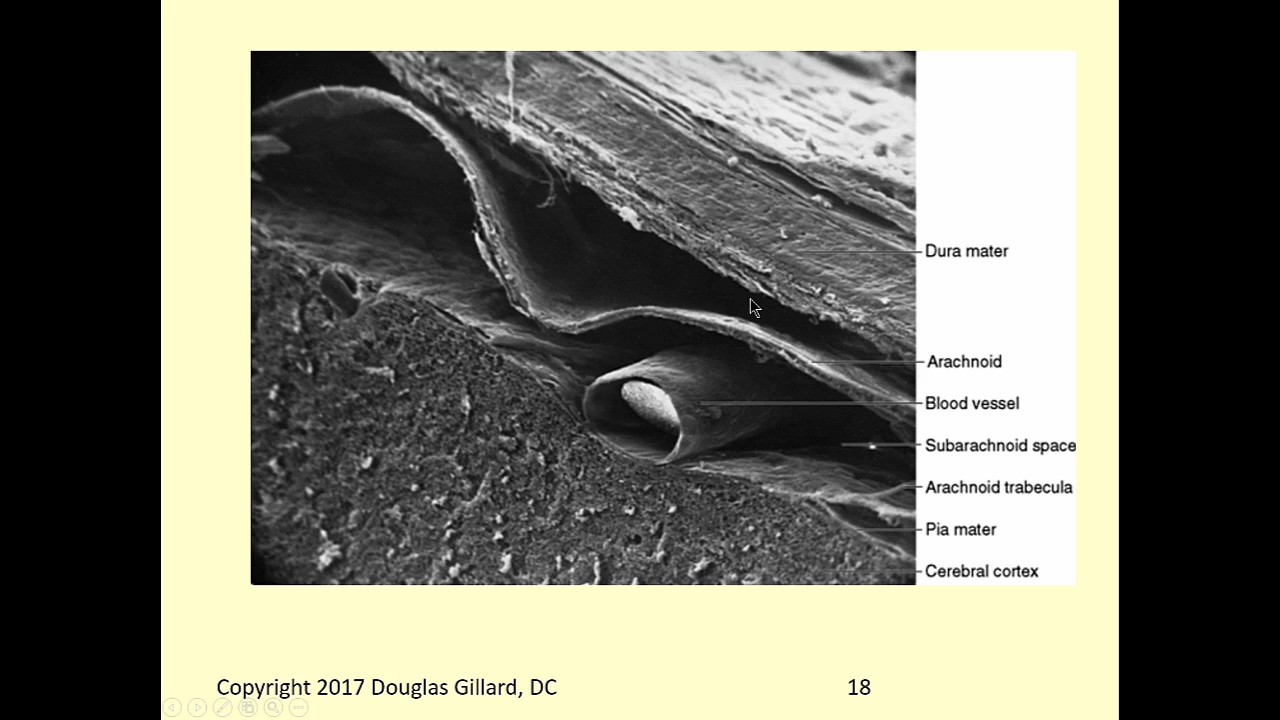 Dura mater
Arachnoid
Blood vessel
Subarachnoid space
Arachnoid trabecula
Pia mater
Cerebral cortex
Copyright 2017 Douglas Gillard, DC
18